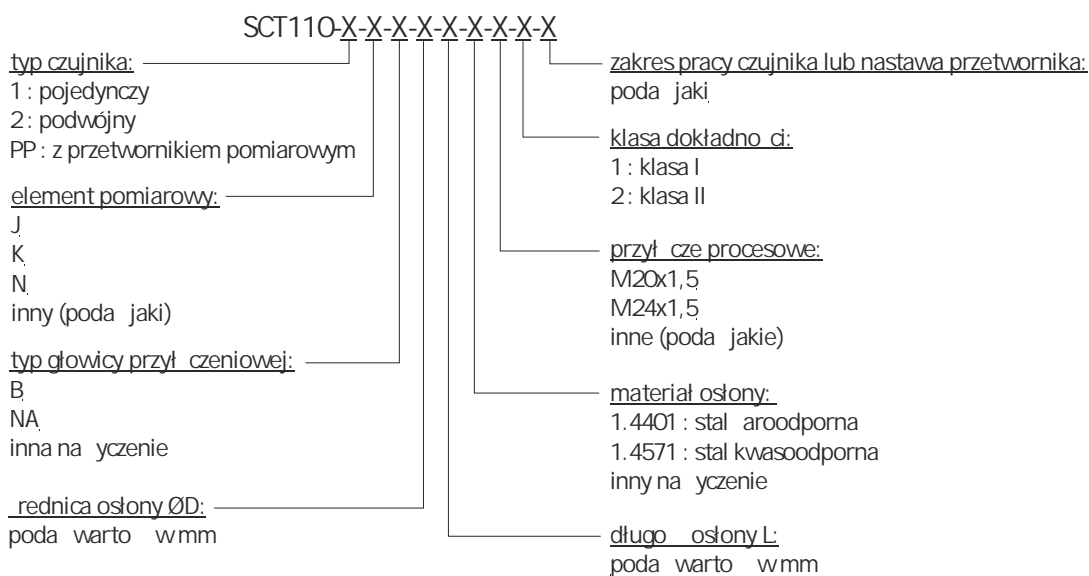 SCT110-X-X-X-X-X-X-X-X-X
typ czujnika:
1 : pojedynczy
2 : podwójny
PP : z przetwornikiem pomiarowym
element pomiarowy:
J
K
N
inny (poda jaki)
typ głowicy przył czeniowej:
B
NA
inna na yczenie
rednica osłony ØD:
poda warto w mm
zakres pracy czujnika lub nastawa przetwornika:
poda jaki
klasa dokładno ci:
1 : klasa I
2 : klasa II
przył cze procesowe:
M20x1,5
M24x1,5
inne (poda jakie)
materiał osłony:
1.4401 : stal aroodporna
1.4571 : stal kwasoodporna
inny na yczenie
długo osłony L:
poda warto w mm